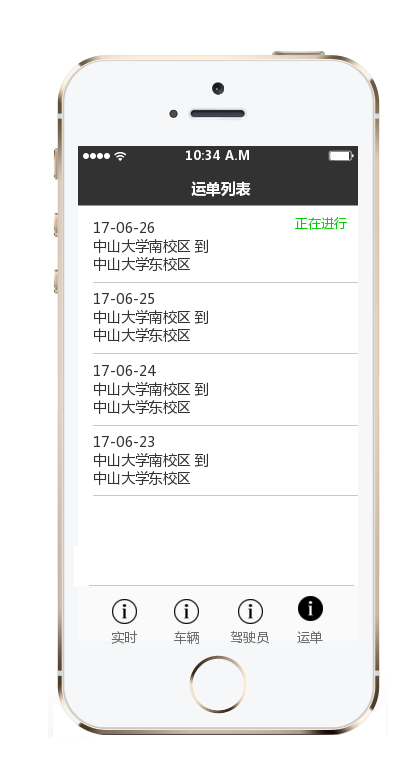 10:34 A.M
运单列表
17-06-26
正在进行
中山大学南校区 到
中山大学东校区
17-06-25
中山大学南校区 到
中山大学东校区
17-06-24
中山大学南校区 到
中山大学东校区
17-06-23
中山大学南校区 到
中山大学东校区
实时 车辆 驾驶员 运单